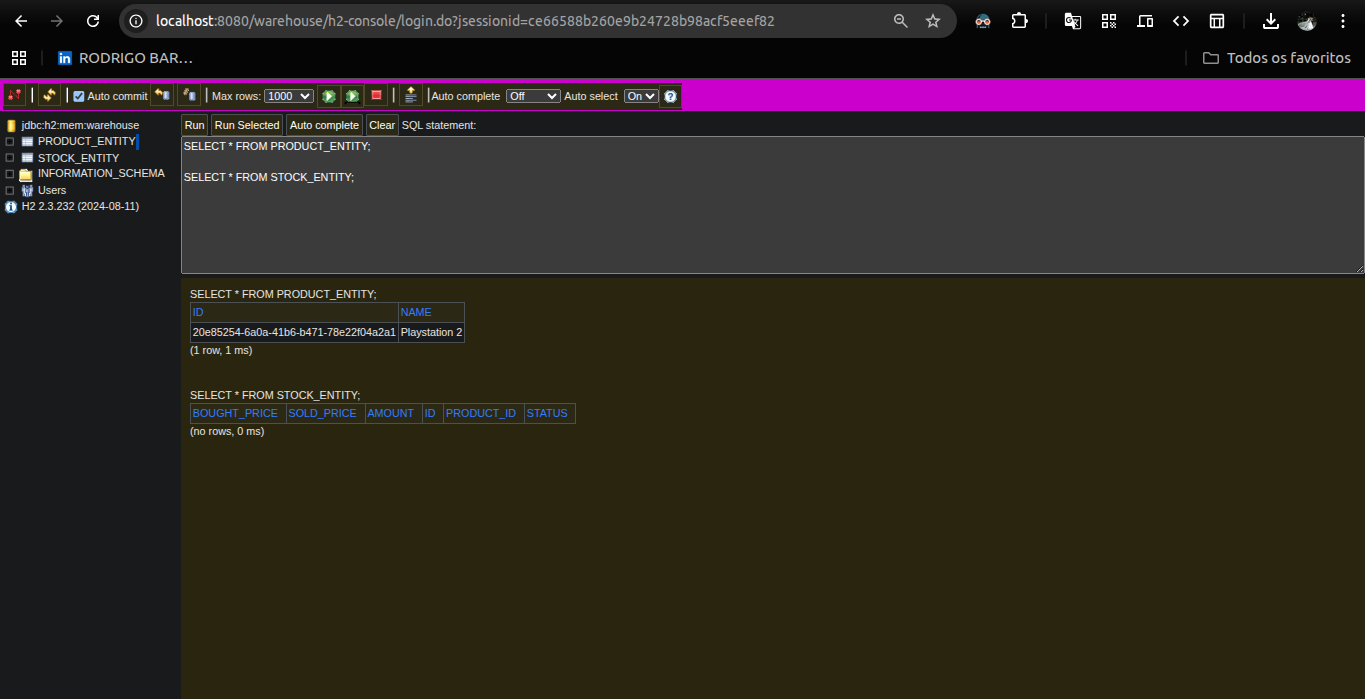 localhost:8080/warehouse/h2-console/login.do?jsessionid=ce66588b260e9b24728b98acf5eeef82
in RODRIGO BAR...
Todos os favoritos
Auto commit Max rows: 1000 Auto complete Off Auto select On ?
jdbc:h2:mem:warehouse
PRODUCT_ENTITY
STOCK_ENTITY
INFORMATION_SCHEMA
Users
H2 2.3.232 (2024-08-11)
Run Run Selected Auto complete Clear SQL statement:
SELECT * FROM PRODUCT_ENTITY;
SELECT * FROM STOCK_ENTITY;
SELECT * FROM PRODUCT_ENTITY;
ID NAME
20e85254-6a0a-41b6-b471-78e22f04a2a1 Playstation 2
(1 row, 1 ms)
SELECT * FROM STOCK_ENTITY;
BOUGHT_PRICE SOLD_PRICE AMOUNT ID PRODUCT_ID STATUS
(no rows, 0 ms)